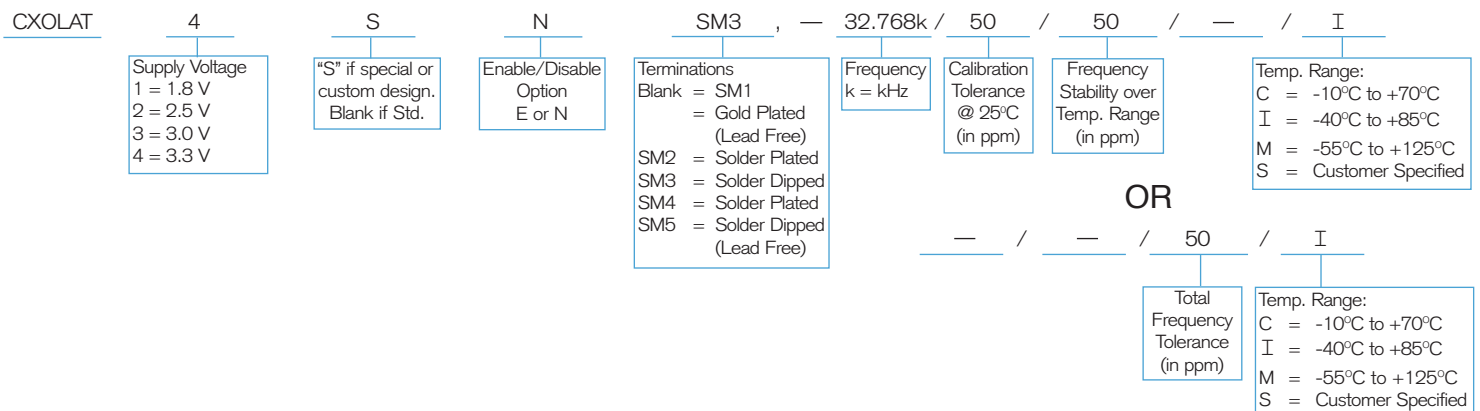 CXOLAT 4 S N SM3 , — 32.768k / 50 / 50 / — / I
Supply Voltage
1 = 1.8 V
2 = 2.5 V
3 = 3.0 V
4 = 3.3 V
“S” if special or
custom design.
Blank if Std.
Enable/Disable
Option
E or N
Terminations
Blank = SM1
= Gold Plated
(Lead Free)
SM2 = Solder Plated
SM3 = Solder Dipped
SM4 = Solder Plated
SM5 = Solder Dipped
(Lead Free)
Frequency
k = kHz
Calibration
Tolerance
@ 25°C
(in ppm)
Frequency
Stability over
Temp. Range
(in ppm)
Temp. Range:
C = -10°C to +70°C
I = -40°C to +85°C
M = -55°C to +125°C
S = Customer Specified
OR
— / — / 50 / I
Total
Frequency
Tolerance
(in ppm)
Temp. Range:
C = -10°C to +70°C
I = -40°C to +85°C
M = -55°C to +125°C
S = Customer Specified